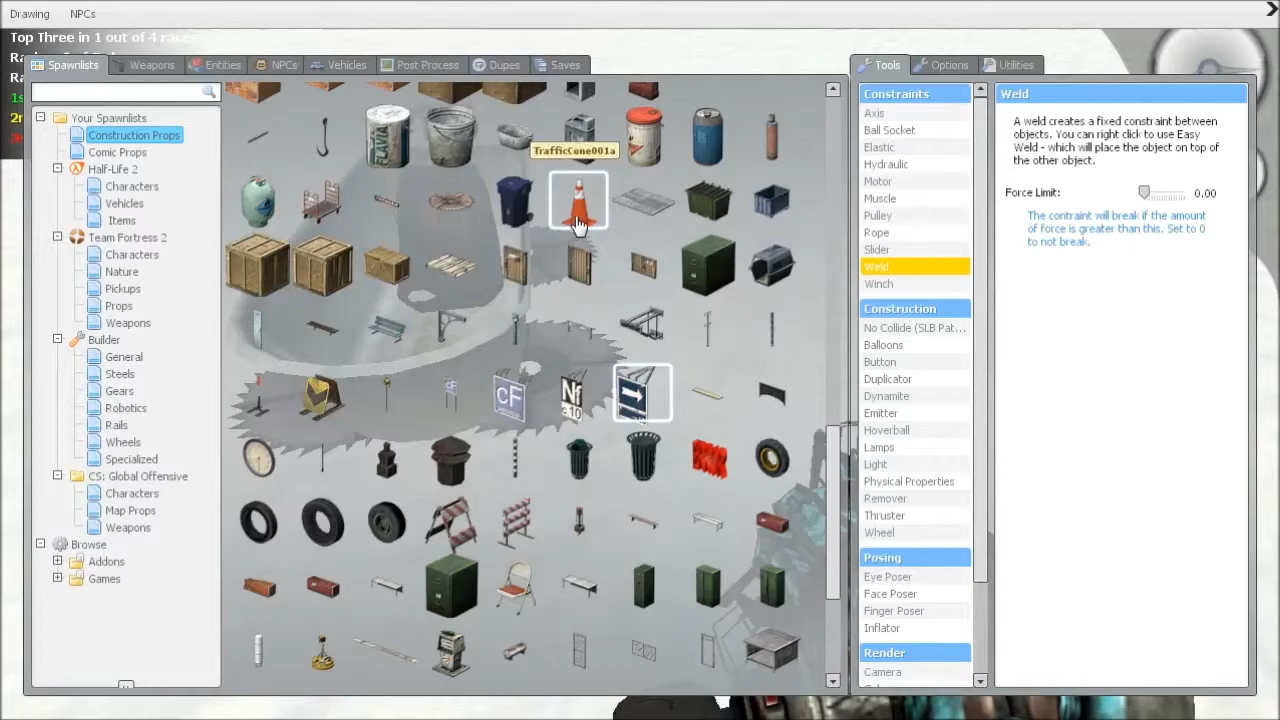 Drawing NPCs
Top Three in 1 out of 4 races
Spawnlists Weapons Entities NPCs Vehicles Post Process Dupes Saves
Your Spawnlists
Construction Props
Comic Props
Half-Life 2
Characters
Vehicles
Items
Team Fortress 2
Characters
Nature
Pickups
Props
Weapons
Builder
General
Steels
Gears
Robotics
Rails
Wheels
Specialized
CS: Global Offensive
Characters
Map Props
Weapons
Browse
Addons
Games
FLAVIA
TrafficCone001a
cF
cF
Nf
e 10
Tools Options Utilities
Constraints
Axis
Ball Socket
Elastic
Hydraulic
Motor
Muscle
Pulley
Rope
Slider
Weld
Winch
Construction
No Collide (SLB Pat...
Balloons
Button
Duplicator
Dynamite
Emitter
Hoverball
Lamps
Light
Physical Properties
Remover
Thruster
Wheel
Posing
Eye Poser
Face Poser
Finger Poser
Inflator
Render
Camera
Weld
A weld creates a fixed constraint between
objects. You can right click to use Easy
Weld - which will place the object on top of
the other object.
Force Limit: 0.00
The contraint will break if the amount
of force is greater than this. Set to 0
to not break.